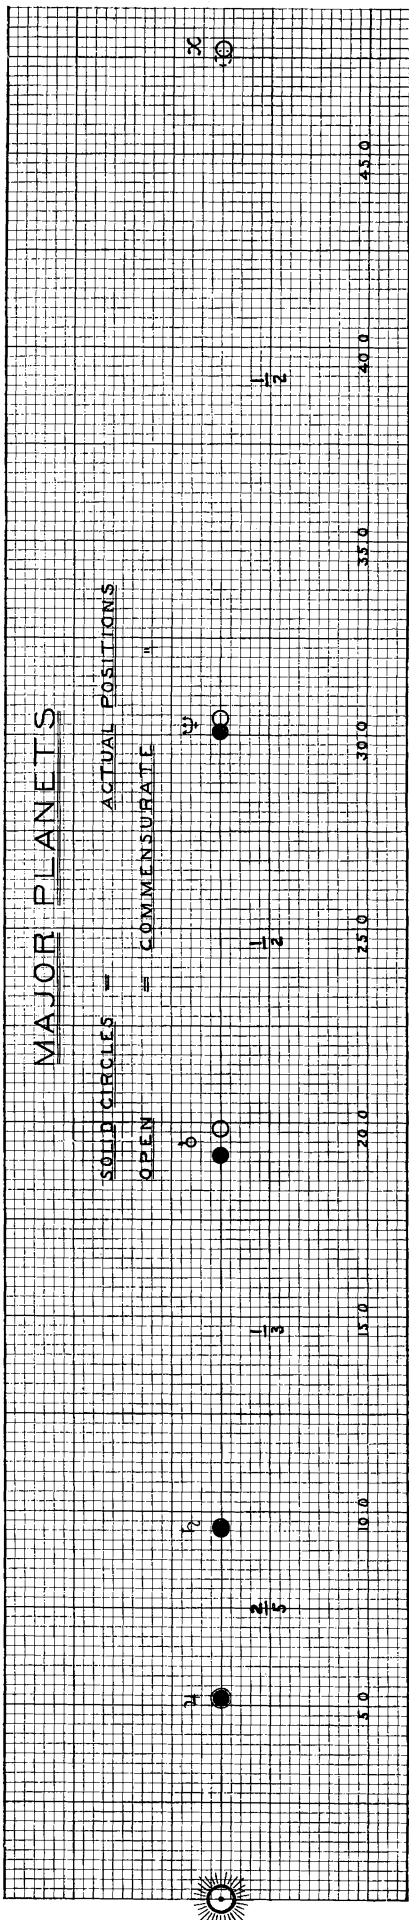 MAJOR PLANETS
SOLID CIRCLES = ACTUAL POSITIONS
OPEN = COMMENSURATE "
♃ ♄ ♅ ♆ x
2/5 1/3 1/2 1/2
5 0 10 0 15 0 20 0 25 0 30 0 35 0 40 0 45 0